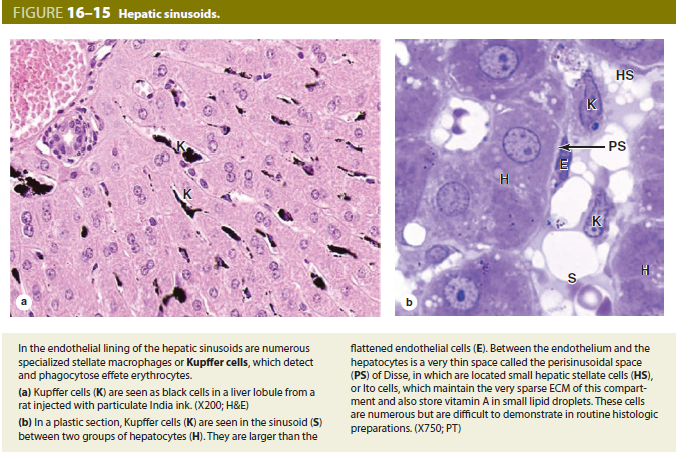 FIGURE 16–15 Hepatic sinusoids.
K
K
a
HS
K
PS
E
H
K
H
S
b
In the endothelial lining of the hepatic sinusoids are numerous
specialized stellate macrophages or Kupffer cells, which detect
and phagocytose effete erythrocytes.
(a) Kupffer cells (K) are seen as black cells in a liver lobule from a
rat injected with particulate India ink. (X200; H&E)
(b) In a plastic section, Kupffer cells (K) are seen in the sinusoid (S)
between two groups of hepatocytes (H). They are larger than the
flattened endothelial cells (E). Between the endothelium and the
hepatocytes is a very thin space called the perisinusoidal space
(PS) of Disse, in which are located small hepatic stellate cells (HS),
or Ito cells, which maintain the very sparse ECM of this compart-
ment and also store vitamin A in small lipid droplets. These cells
are numerous but are difficult to demonstrate in routine histologic
preparations. (X750; PT)